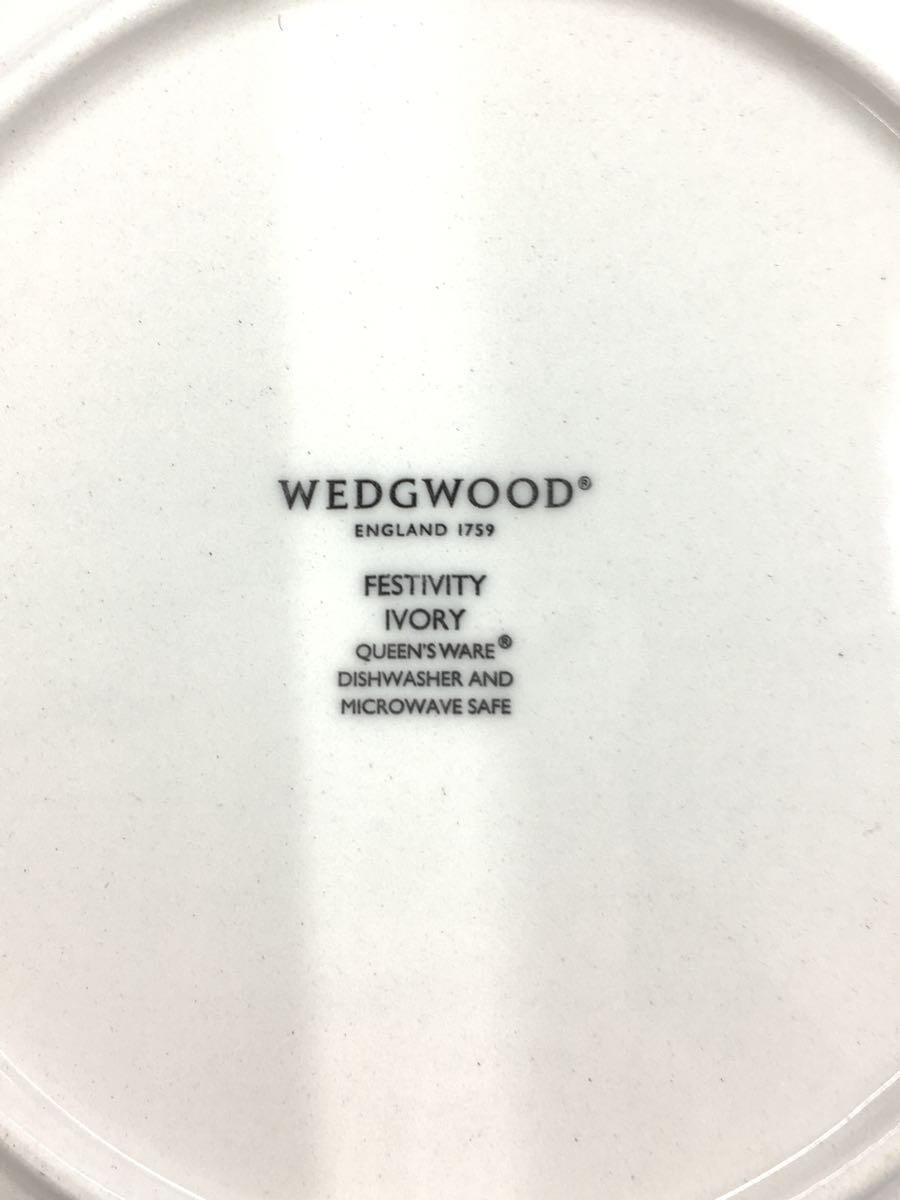 WEDGWOOD®
ENGLAND 1759
FESTIVITY
IVORY
QUEEN'S WARE®
DISHWASHER AND
MICROWAVE SAFE